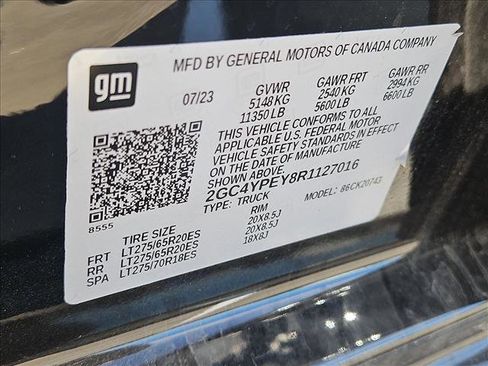 gm
MFD BY GENERAL MOTORS OF CANADA COMPANY
07/23 GVWR GAWR FRT GAWR RR
5148 KG 2540 KG 2994 KG
11350 LB 5600 LB 6600 LB
THIS VEHICLE CONFORMS TO ALL
APPLICABLE U.S. FEDERAL MOTOR
VEHICLE SAFETY STANDARDS IN EFFECT
ON THE DATE OF MANUFACTURE
2GC4YPEY8R1127016
TYPE: TRUCK MODEL: 86CK20743
8555
TIRE SIZE RIM
FRT LT275/65R20ES 20X8.5J
RR LT275/65R20ES 20X8.5J
SPA LT275/70R18ES 18X8J